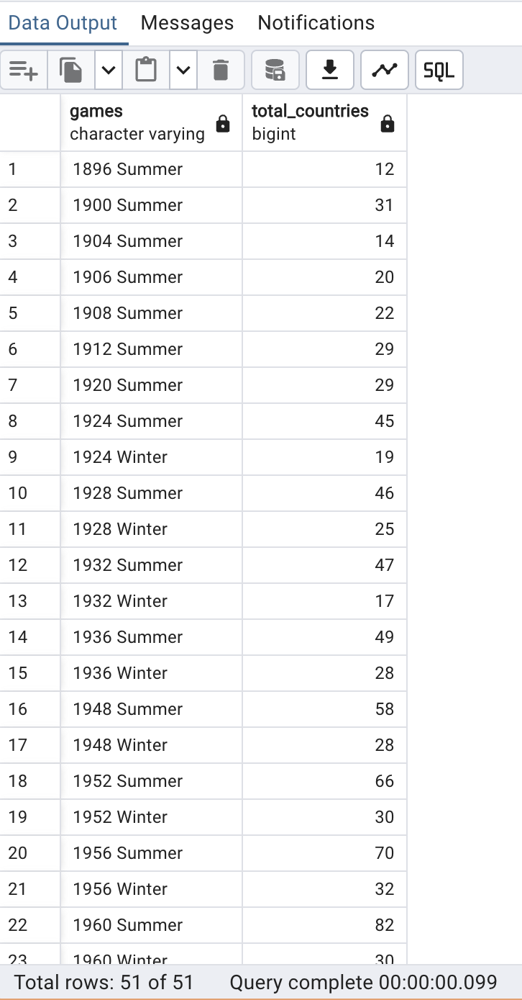 Data Output Messages Notifications
SQL
games total_countries
character varying bigint
1 1896 Summer 12
2 1900 Summer 31
3 1904 Summer 14
4 1906 Summer 20
5 1908 Summer 22
6 1912 Summer 29
7 1920 Summer 29
8 1924 Summer 45
9 1924 Winter 19
10 1928 Summer 46
11 1928 Winter 25
12 1932 Summer 47
13 1932 Winter 17
14 1936 Summer 49
15 1936 Winter 28
16 1948 Summer 58
17 1948 Winter 28
18 1952 Summer 66
19 1952 Winter 30
20 1956 Summer 70
21 1956 Winter 32
22 1960 Summer 82
23 1960 Winter 30
Total rows: 51 of 51 Query complete 00:00:00.099